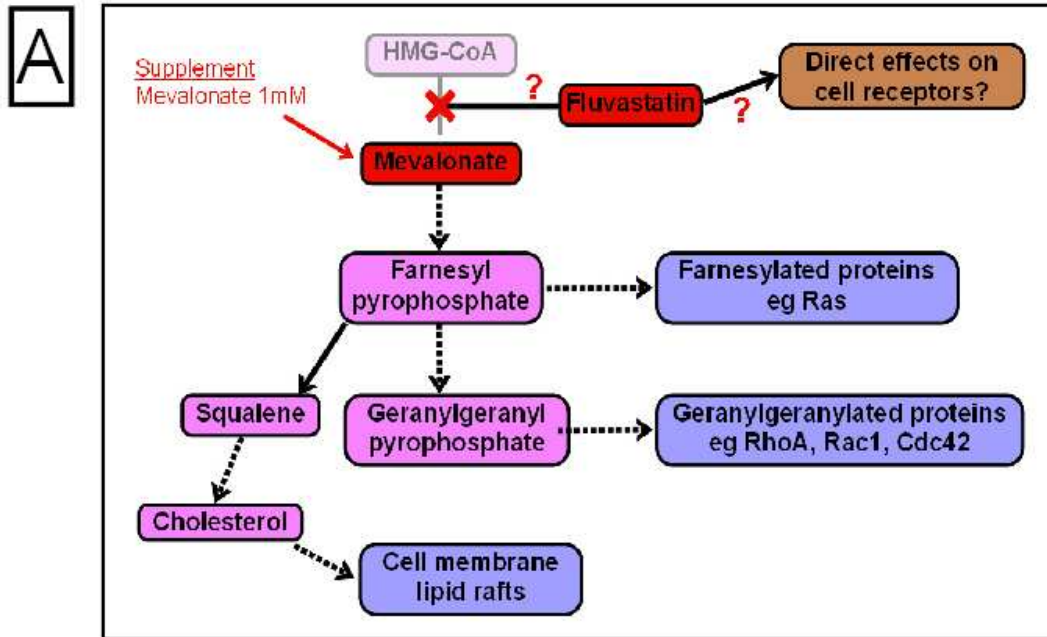 A
HMG-CoA
Supplement
Mevalonate 1mM
?
Fluvastatin
?
Direct effects on
cell receptors?
Mevalonate
Farnesyl
pyrophosphate
Farnesylated proteins
eg Ras
Squalene
Geranylgeranyl
pyrophosphate
Geranylgeranylated proteins
eg RhoA, Rac1, Cdc42
Cholesterol
Cell membrane
lipid rafts